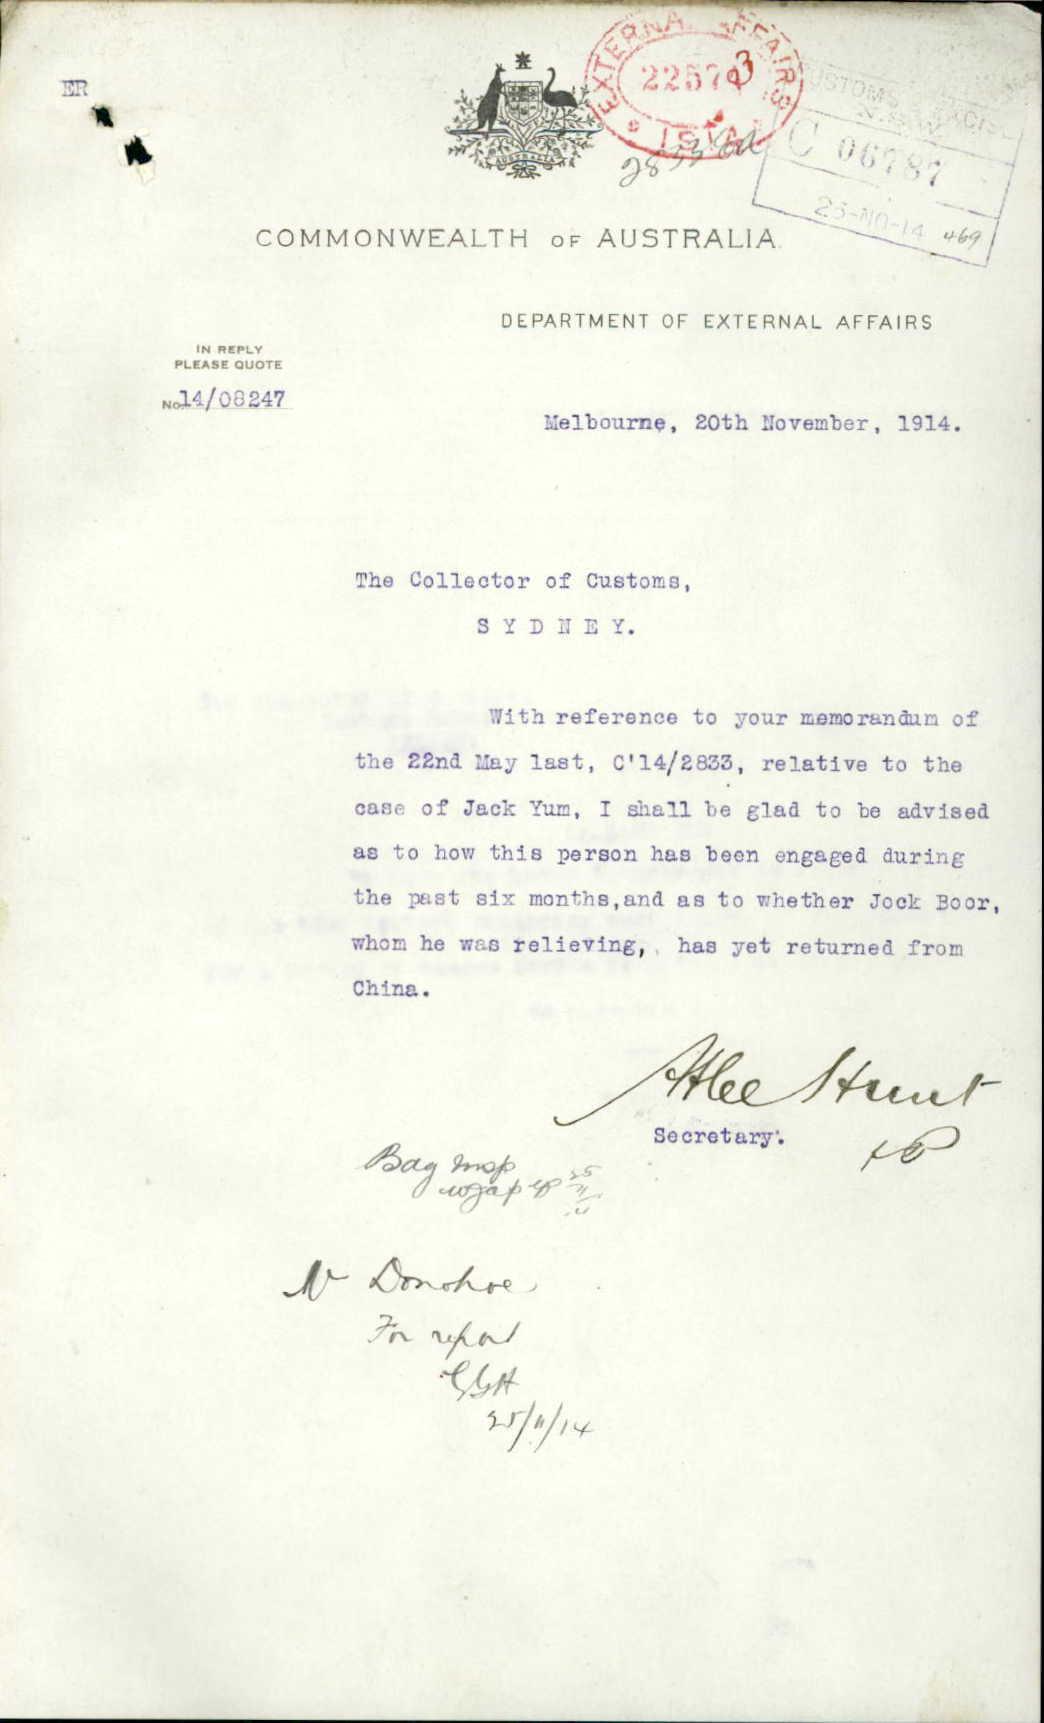 ER
EXTERNAL AFFAIRS
2257
3
1914
2833
CUSTOMS
N.S.W.
C 06787
25-NO-14 469
AUSTRALIA
COMMONWEALTH OF AUSTRALIA.
DEPARTMENT OF EXTERNAL AFFAIRS
IN REPLY
PLEASE QUOTE
No. 14/08247
Melbourne, 20th November, 1914.
The Collector of Customs,
S Y D N E Y.
With reference to your memorandum of
the 22nd May last, C'14/2833, relative to the
case of Jack Yum, I shall be glad to be advised
as to how this person has been engaged during
the past six months,and as to whether Jock Boor,
whom he was relieving, has yet returned from
China.
Atlee Hunt
Secretary.
Mr Donohoe
For report
GGH
25/11/14